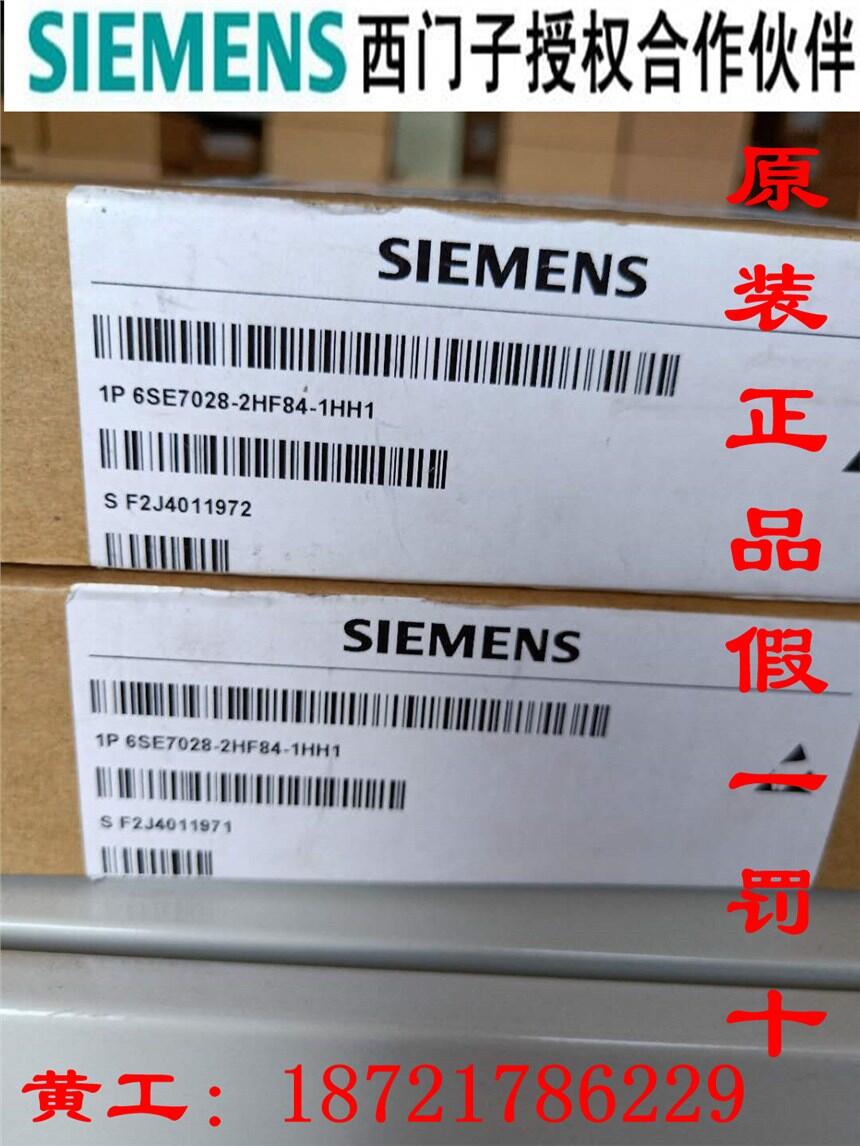 SIEMENS 西门子授权合作伙伴
SIEMENS
1P 6SE7028-2HF84-1HH1
S F2J4011972
SIEMENS
1P 6SE7028-2HF84-1HH1
S F2J4011971
原装正品假一罚十
黄工：18721786229